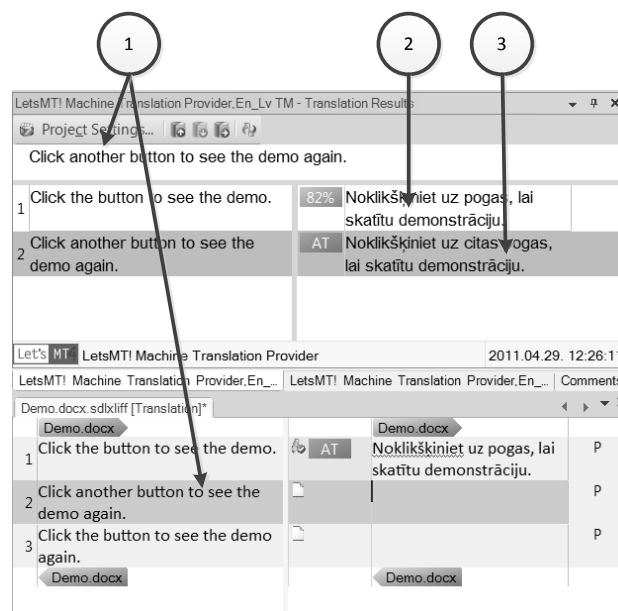 1 2 3
LetsMT! Machine Translation Provider,En_Lv TM - Translation Results
Project Settings...
Click another button to see the demo again.
1 Click the button to see the demo. 82% Noklikšķiniet uz pogas, lai
skatītu demonstrāciju.
2 Click another button to see the AT Noklikšķiniet uz citas pogas,
demo again. lai skatītu demonstrāciju.
Let's MT! LetsMT! Machine Translation Provider 2011.04.29. 12:26:11
LetsMT! Machine Translation Provider,En_... LetsMT! Machine Translation Provider,En_... Comments
Demo.docx.sdlxliff [Translation]*
Demo.docx Demo.docx
1 Click the button to see the demo. AT Noklikšķiniet uz pogas, lai P
skatītu demonstrāciju.
2 Click another button to see the P
demo again.
3 Click the button to see the demo P
again.
Demo.docx Demo.docx